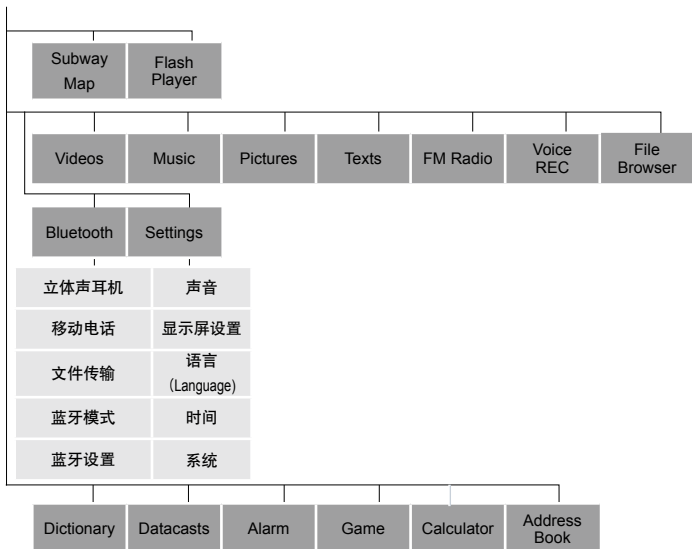 Subway
Map
Flash
Player
Videos
Music
Pictures
Texts
FM Radio
Voice
REC
File
Browser
Bluetooth
Settings
立体声耳机
声音
移动电话
显示屏设置
文件传输
语言
(Language)
蓝牙模式
时间
蓝牙设置
系统
Dictionary
Datacasts
Alarm
Game
Calculator
Address
Book